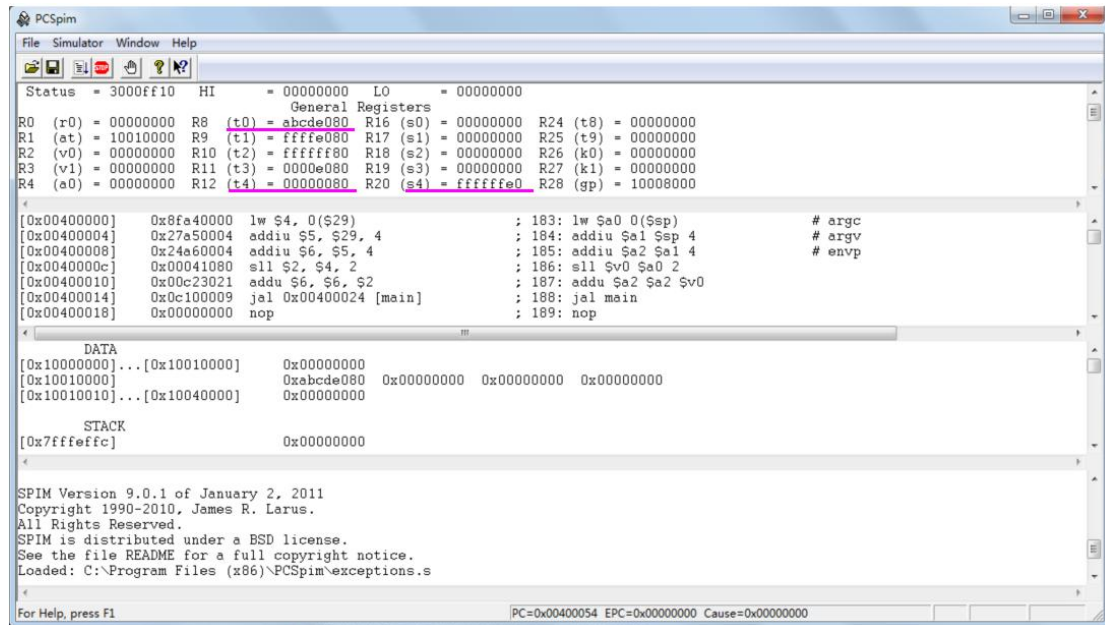 PCSpim
File Simulator Window Help
Status = 3000ff10 HI = 00000000 LO = 00000000
General Registers
R0 (r0) = 00000000 R8 (t0) = abcde080 R16 (s0) = 00000000 R24 (t8) = 00000000
R1 (at) = 10010000 R9 (t1) = ffffe080 R17 (s1) = 00000000 R25 (t9) = 00000000
R2 (v0) = 00000000 R10 (t2) = ffffff80 R18 (s2) = 00000000 R26 (k0) = 00000000
R3 (v1) = 00000000 R11 (t3) = 0000e080 R19 (s3) = 00000000 R27 (k1) = 00000000
R4 (a0) = 00000000 R12 (t4) = 00000080 R20 (s4) = ffffffe0 R28 (gp) = 10008000
[0x00400000] 0x8fa40000 lw $4, 0($29) ; 183: lw $a0 0($sp) # argc
[0x00400004] 0x27a50004 addiu $5, $29, 4 ; 184: addiu $a1 $sp 4 # argv
[0x00400008] 0x24a60004 addiu $6, $5, 4 ; 185: addiu $a2 $a1 4 # envp
[0x0040000c] 0x00041080 sll $2, $4, 2 ; 186: sll $v0 $a0 2
[0x00400010] 0x00c23021 addu $6, $6, $2 ; 187: addu $a2 $a2 $v0
[0x00400014] 0x0c100009 jal 0x00400024 [main] ; 188: jal main
[0x00400018] 0x00000000 nop ; 189: nop
DATA
[0x10000000]...[0x10010000] 0x00000000
[0x10010000] 0xabcde080 0x00000000 0x00000000 0x00000000
[0x10010010]...[0x10040000] 0x00000000
STACK
[0x7fffeffc] 0x00000000
SPIM Version 9.0.1 of January 2, 2011
Copyright 1990-2010, James R. Larus.
All Rights Reserved.
SPIM is distributed under a BSD license.
See the file README for a full copyright notice.
Loaded: C:\Program Files (x86)\PCSpim\exceptions.s
For Help, press F1 PC=0x00400054 EPC=0x00000000 Cause=0x00000000